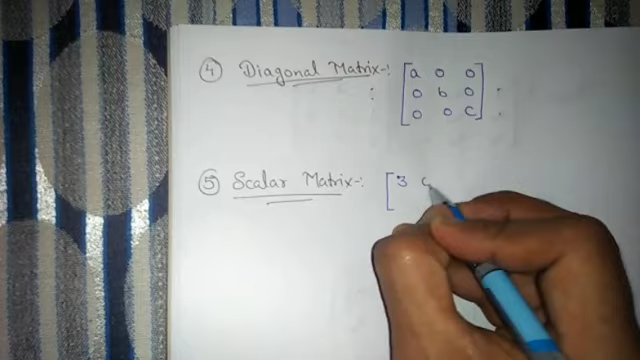 ④ Diagonal Matrix-: [a 0 0
0 b 0
0 0 c]
⑤ Scalar Matrix-: [3